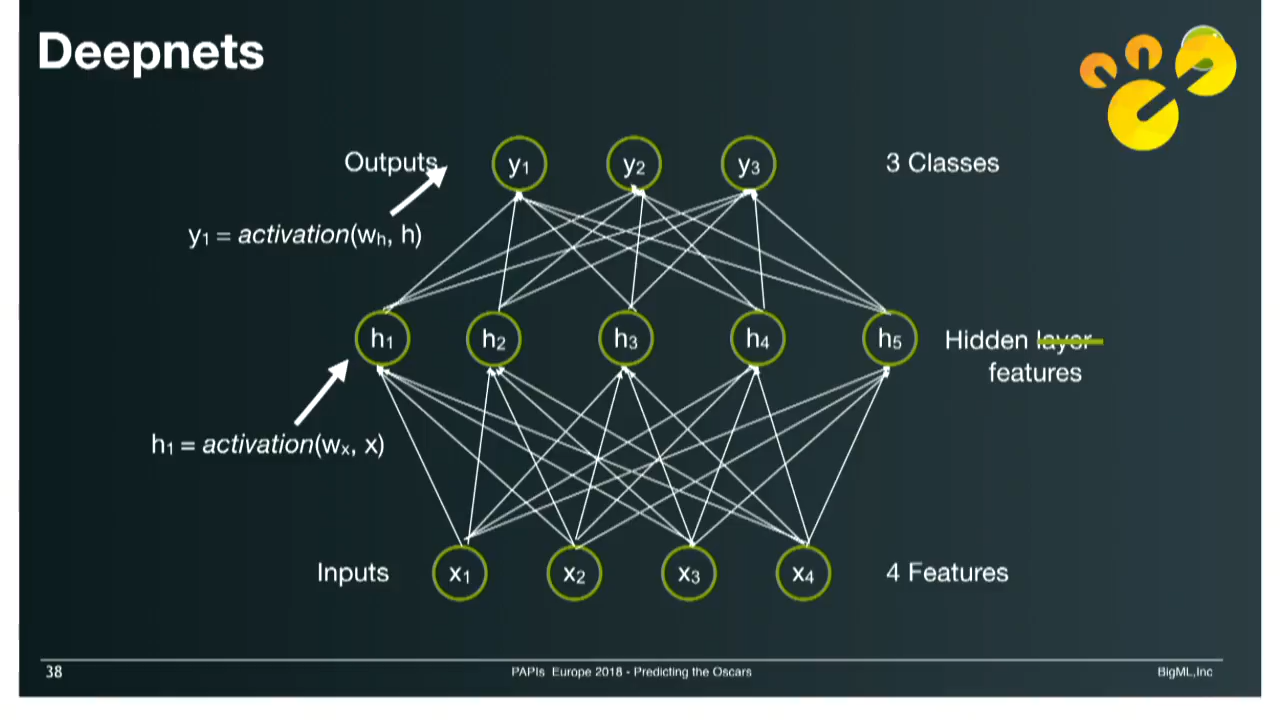 Deepnets
Outputs
y1
y2
y3
3 Classes
y1 = activation(wh, h)
h1
h2
h3
h4
h5
Hidden layer
features
h1 = activation(wx, x)
Inputs
x1
x2
x3
x4
4 Features
38
PAPIs Europe 2018 - Predicting the Oscars
BigML,Inc